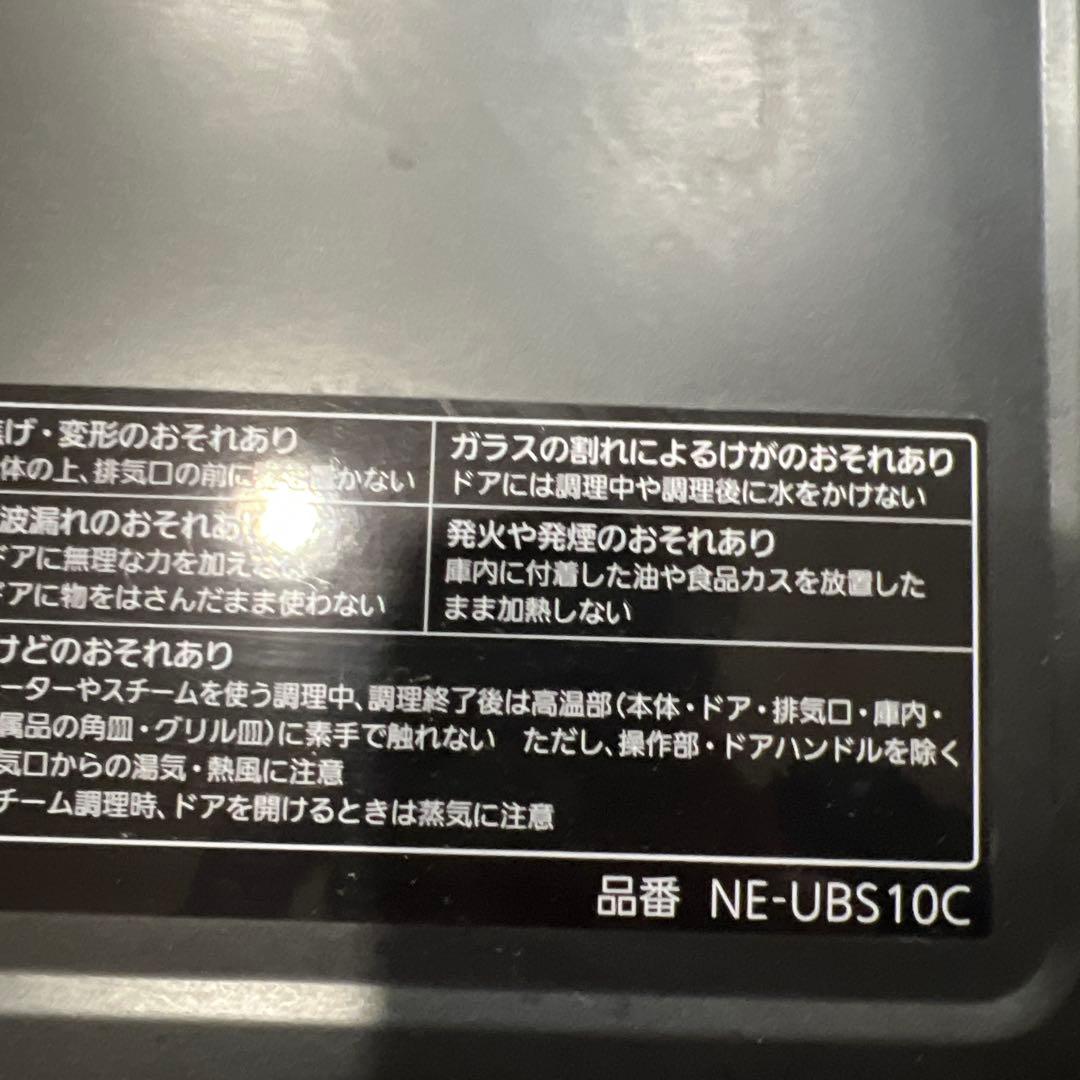 げ・変形のおそれあり
体の上、排気口の前に かない
波漏れのおそれあ
ドアに無理な力を加え
ドアに物をはさんだまま使わない
ガラスの割れによるけがのおそれあり
ドアには調理中や調理後に水をかけない
発火や発煙のおそれあり
庫内に付着した油や食品カスを放置した
まま加熱しない
けどのおそれあり
ーターやスチームを使う調理中、調理終了後は高温部(本体・ドア・排気口・庫内・
属品の角皿・グリル皿)に素手で触れない ただし、操作部・ドアハンドルを除く
気口からの湯気・熱風に注意
チーム調理時、ドアを開けるときは蒸気に注意
品番 NE-UBS10C